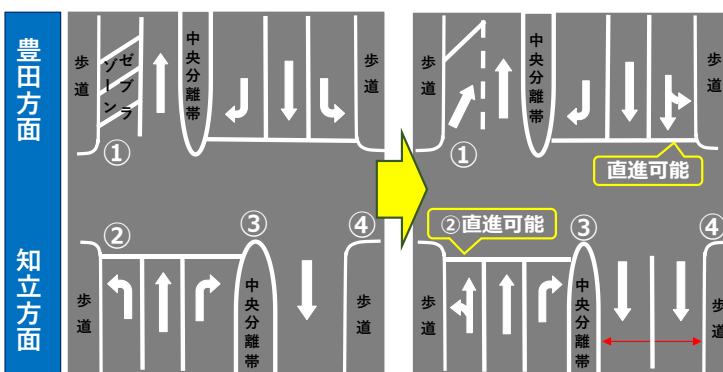 豊田方面
歩道
ゼブラ
ゾーン
中央分離帯
歩道
①
歩道
中央分離帯
歩道
①
直進可能
知立方面
②
③
④
歩道
中央分離帯
歩道
②直進可能
③
④
歩道
中央分離帯
歩道